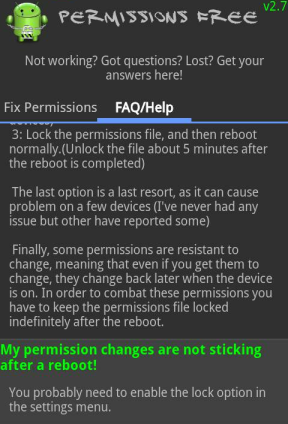 v2.7
PERMISSIONS FREE
Not working? Got questions? Lost? Get your
answers here!
Fix Permissions FAQ/Help
devices)
3: Lock the permissions file, and then reboot
normally.(Unlock the file about 5 minutes after
the reboot is completed)
The last option is a last resort, as it can cause
problem on a few devices (I've never had any
issue but other have reported some)
Finally, some permissions are resistant to
change, meaning that even if you get them to
change, they change back later when the device
is on. In order to combat these permissions you
have to keep the permissions file locked
indefinitely after the reboot.
My permission changes are not sticking
after a reboot!
You probably need to enable the lock option in
the settings menu.